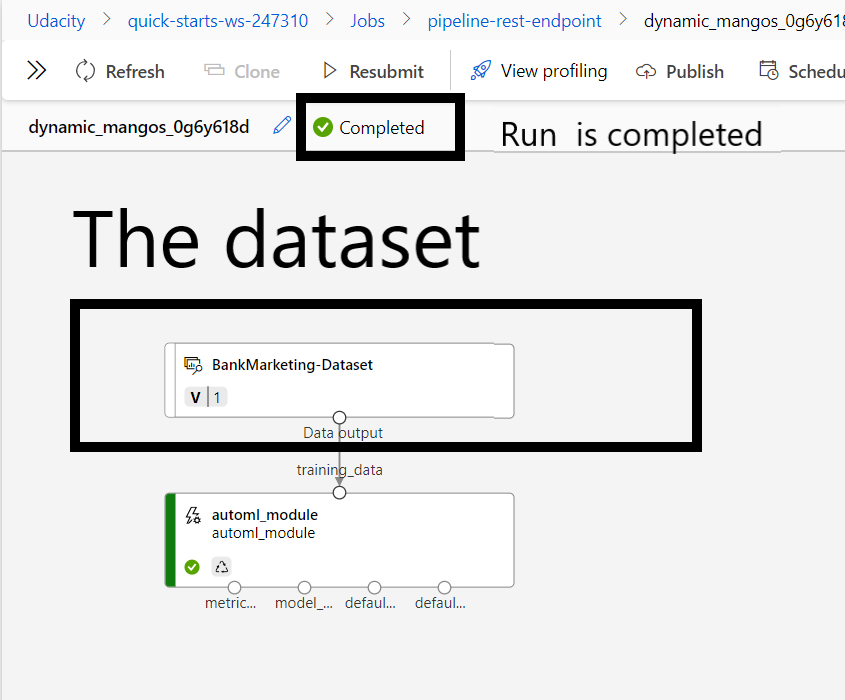 Udacity > quick-starts-ws-247310 > Jobs > pipeline-rest-endpoint > dynamic_mangos_0g6y618
Refresh Clone Resubmit View profiling Publish Schedu
dynamic_mangos_0g6y618d Completed Run is completed
The dataset
BankMarketing-Dataset
V 1
Data output
training_data
automl_module
automl_module
metric... model_... defaul... defaul...